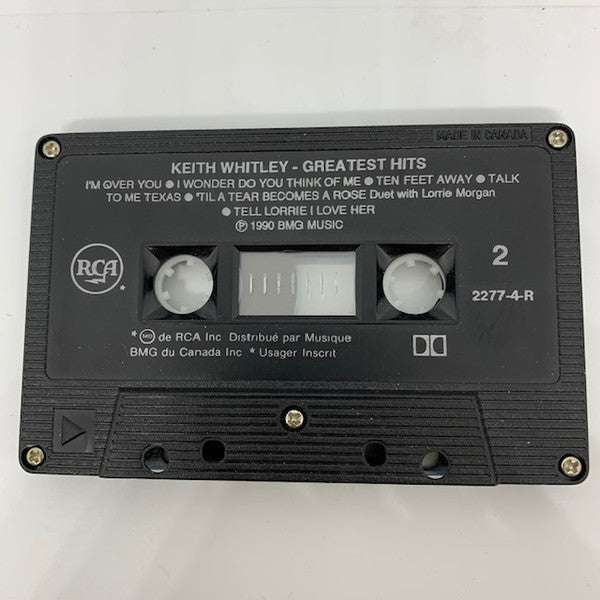 MADE IN CANADA
KEITH WHITLEY - GREATEST HITS
I'M OVER YOU ● I WONDER DO YOU THINK OF ME ● TEN FEET AWAY ● TALK
TO ME TEXAS ● 'TIL A TEAR BECOMES A ROSE Duet with Lorrie Morgan
● TELL LORRIE I LOVE HER
Ⓟ 1990 BMG MUSIC
RCA *
2
2277-4-R
* MD de RCA Inc Distribué par Musique
BMG du Canada Inc * Usager Inscrit